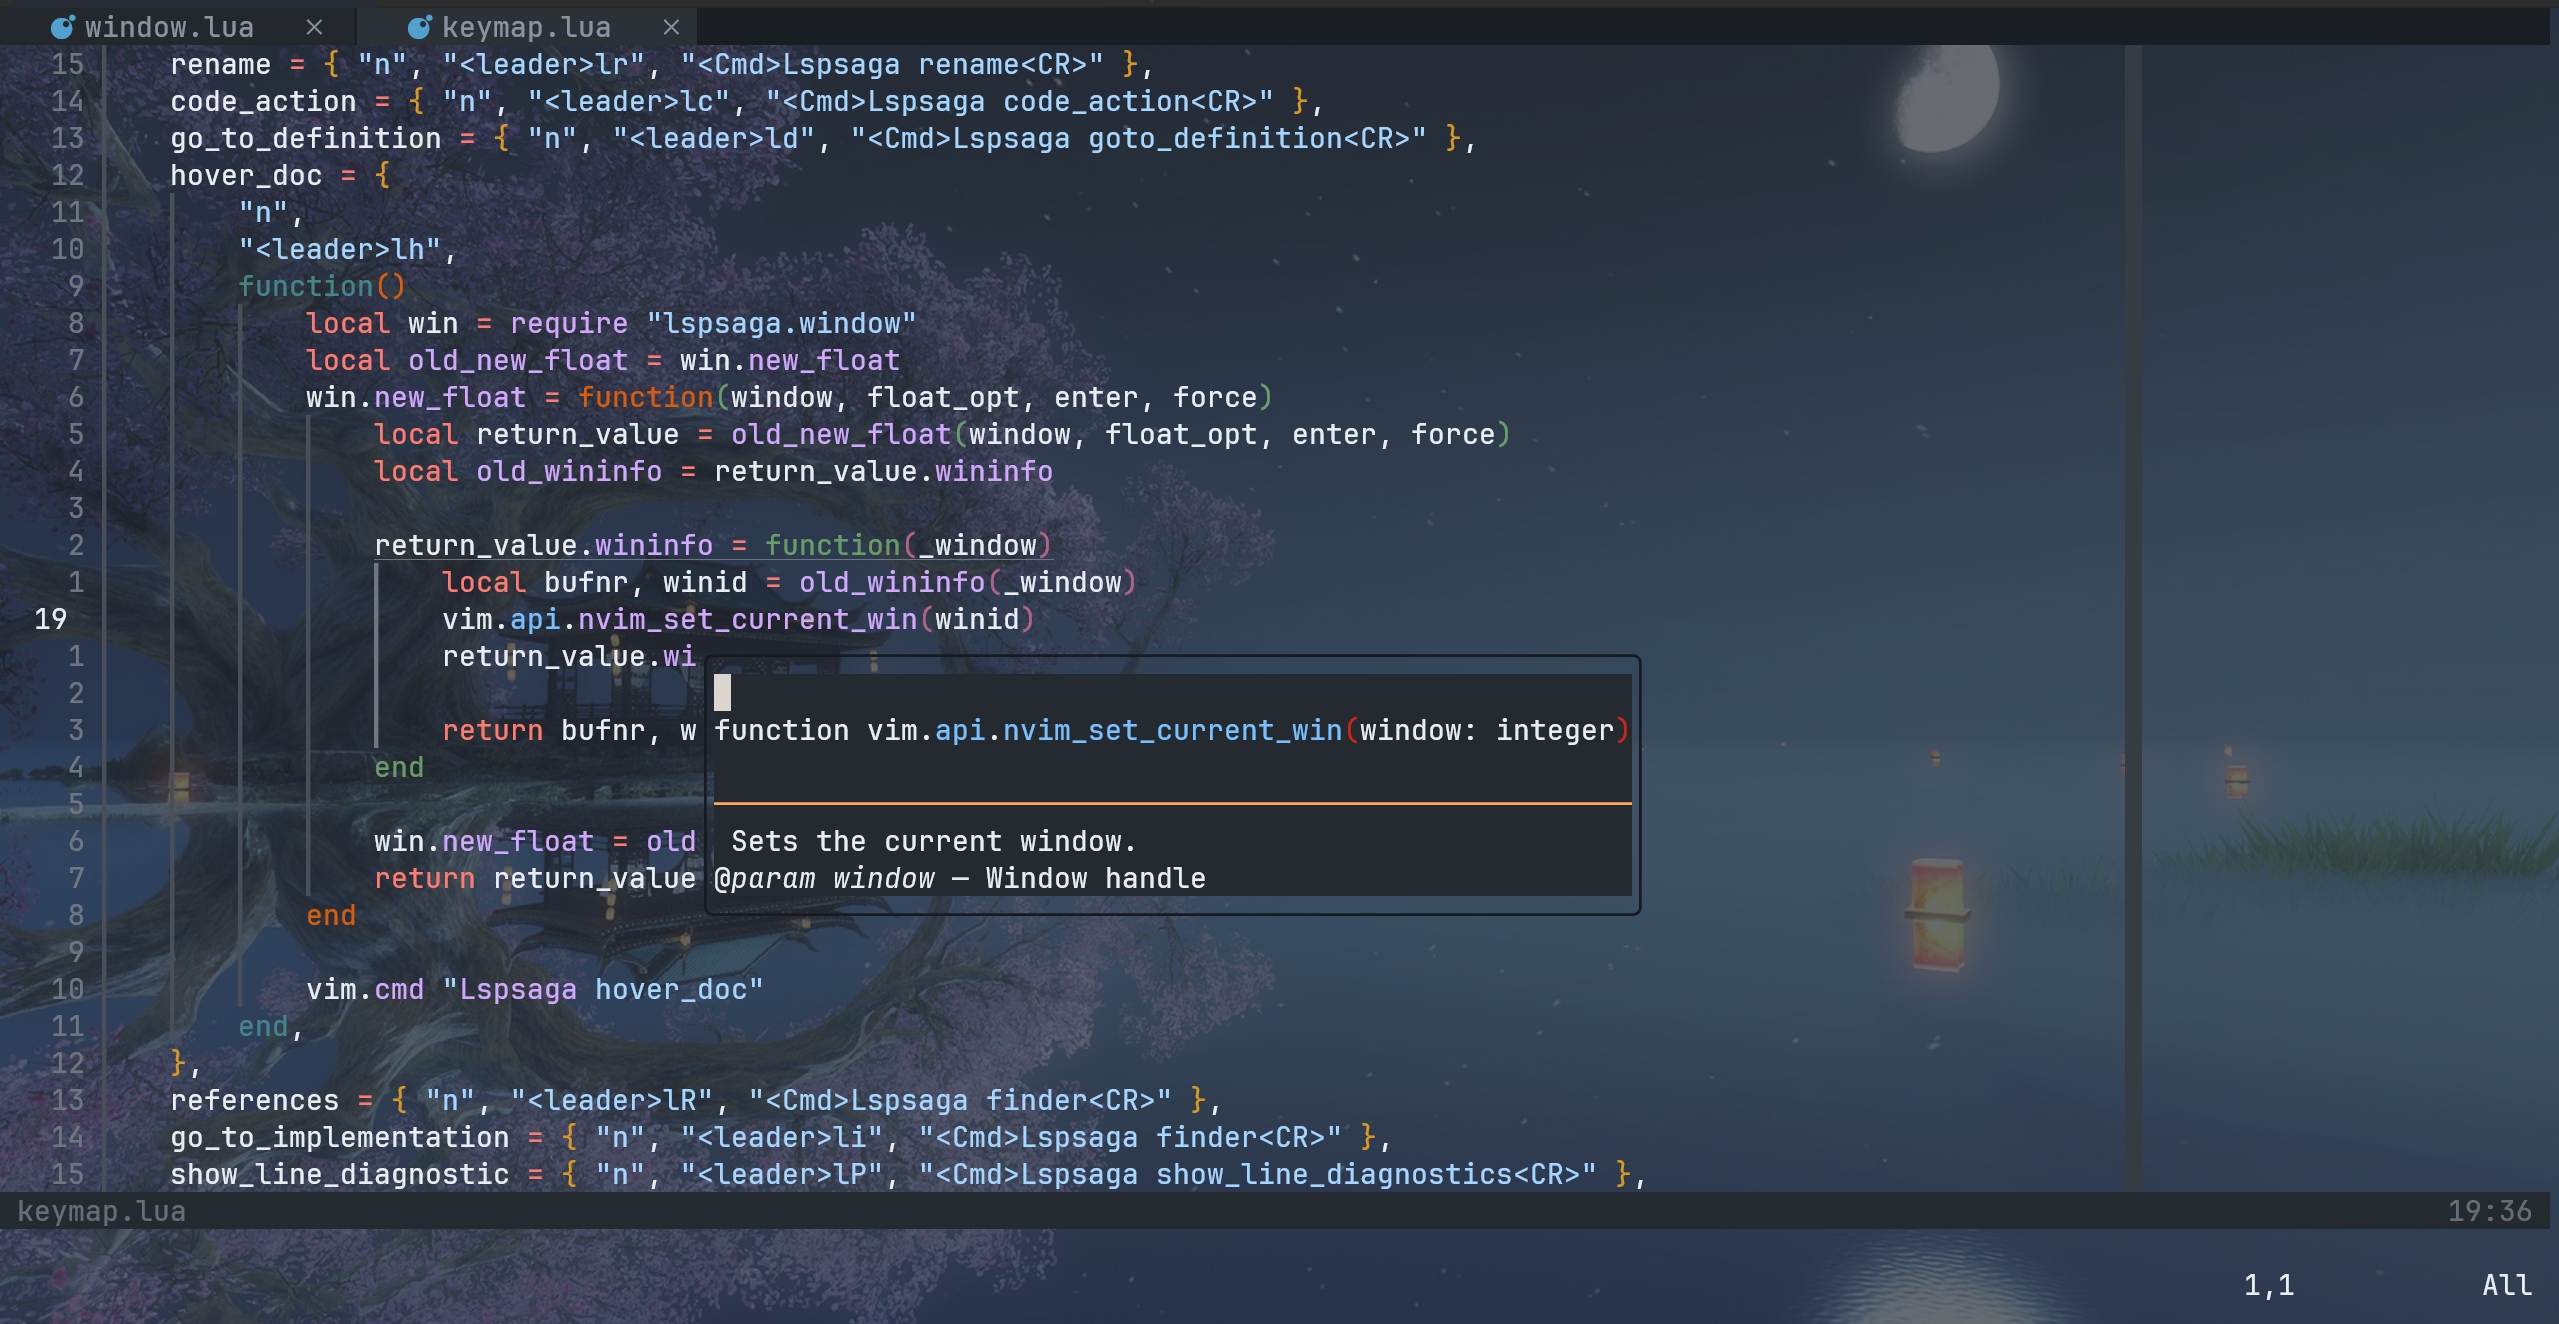 window.lua × keymap.lua ×
15 rename = { "n", "<leader>lr", "<Cmd>Lspsaga rename<CR>" },
14 code_action = { "n", "<leader>lc", "<Cmd>Lspsaga code_action<CR>" },
13 go_to_definition = { "n", "<leader>ld", "<Cmd>Lspsaga goto_definition<CR>" },
12 hover_doc = {
11 "n",
10 "<leader>lh",
9 function()
8 local win = require "lspsaga.window"
7 local old_new_float = win.new_float
6 win.new_float = function(window, float_opt, enter, force)
5 local return_value = old_new_float(window, float_opt, enter, force)
4 local old_wininfo = return_value.wininfo
3
2 return_value.wininfo = function(_window)
1 local bufnr, winid = old_wininfo(_window)
19 vim.api.nvim_set_current_win(winid)
1 return_value.wi
2
3 return bufnr, w function vim.api.nvim_set_current_win(window: integer)
4 end
5
6 win.new_float = old Sets the current window.
7 return return_value @param window — Window handle
8 end
9
10 vim.cmd "Lspsaga hover_doc"
11 end,
12 },
13 references = { "n", "<leader>lR", "<Cmd>Lspsaga finder<CR>" },
14 go_to_implementation = { "n", "<leader>li", "<Cmd>Lspsaga finder<CR>" },
15 show_line_diagnostic = { "n", "<leader>lP", "<Cmd>Lspsaga show_line_diagnostics<CR>" },
keymap.lua 19:36
1,1 All